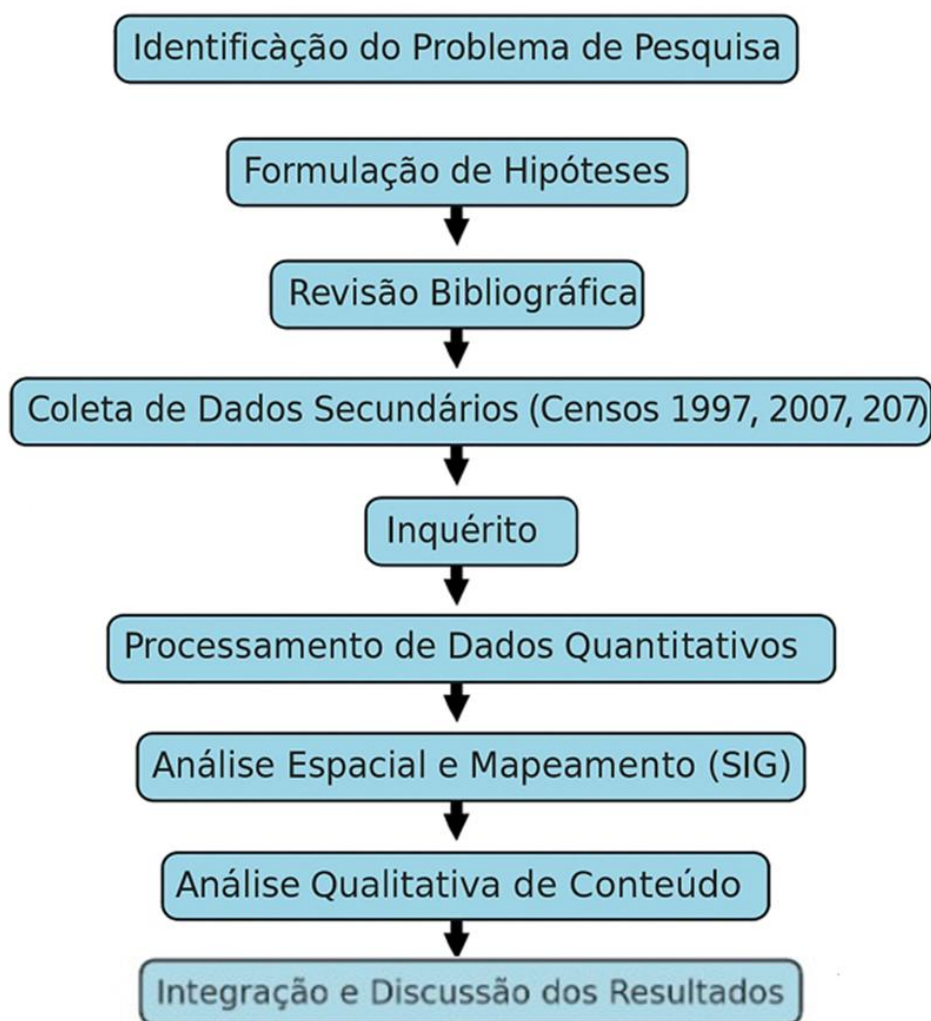 Identificàção do Problema de Pesquisa
Formulação de Hipóteses
Revisão Bibliográfica
Coleta de Dados Secundários (Censos 1997, 2007, 207)
Inquérito
Processamento de Dados Quantitativos
Análise Espacial e Mapeamento (SIG)
Análise Qualitativa de Conteúdo
Integração e Discussão dos Resultados